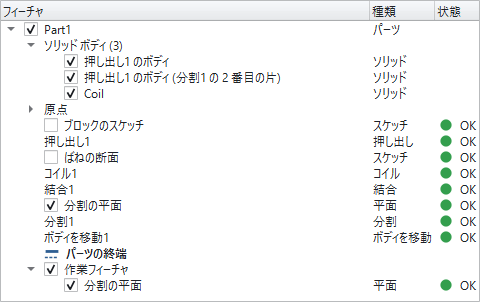 フィーチャ 種類 状態
Part1 パーツ
ソリッド ボディ (3)
押し出し1 のボディ ソリッド
押し出し1 のボディ (分割1 の 2 番目の片) ソリッド
Coil ソリッド
原点
ブロックのスケッチ スケッチ OK
押し出し1 押し出し OK
ばねの断面 スケッチ OK
コイル1 コイル OK
結合1 結合 OK
分割の平面 平面 OK
分割1 分割 OK
ボディを移動1 ボディを移動 OK
パーツの終端
作業フィーチャ
分割の平面 平面 OK